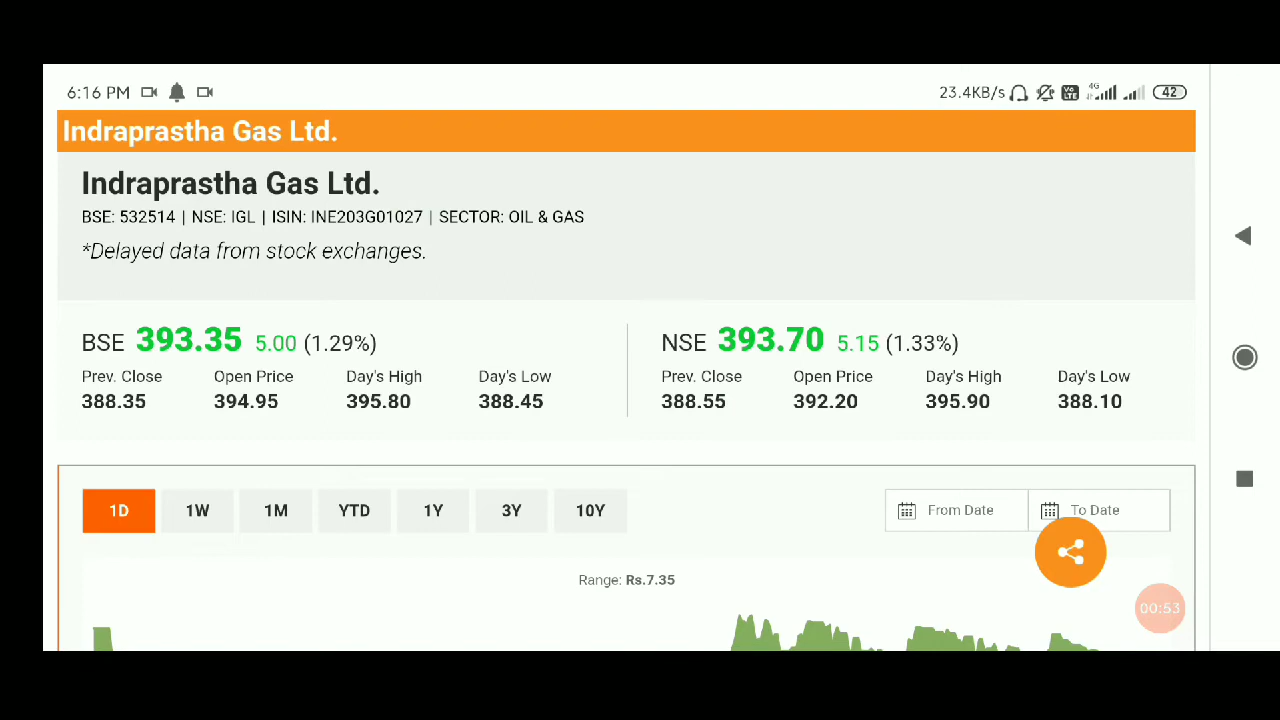 6:16 PM
23.4KB/s 4G Vo LTE 42
Indraprastha Gas Ltd.
Indraprastha Gas Ltd.
BSE: 532514 | NSE: IGL | ISIN: INE203G01027 | SECTOR: OIL & GAS
*Delayed data from stock exchanges.
BSE 393.35 5.00 (1.29%)
Prev. Close Open Price Day's High Day's Low
388.35 394.95 395.80 388.45
NSE 393.70 5.15 (1.33%)
Prev. Close Open Price Day's High Day's Low
388.55 392.20 395.90 388.10
1D 1W 1M YTD 1Y 3Y 10Y
From Date To Date
Range: Rs.7.35
00:53